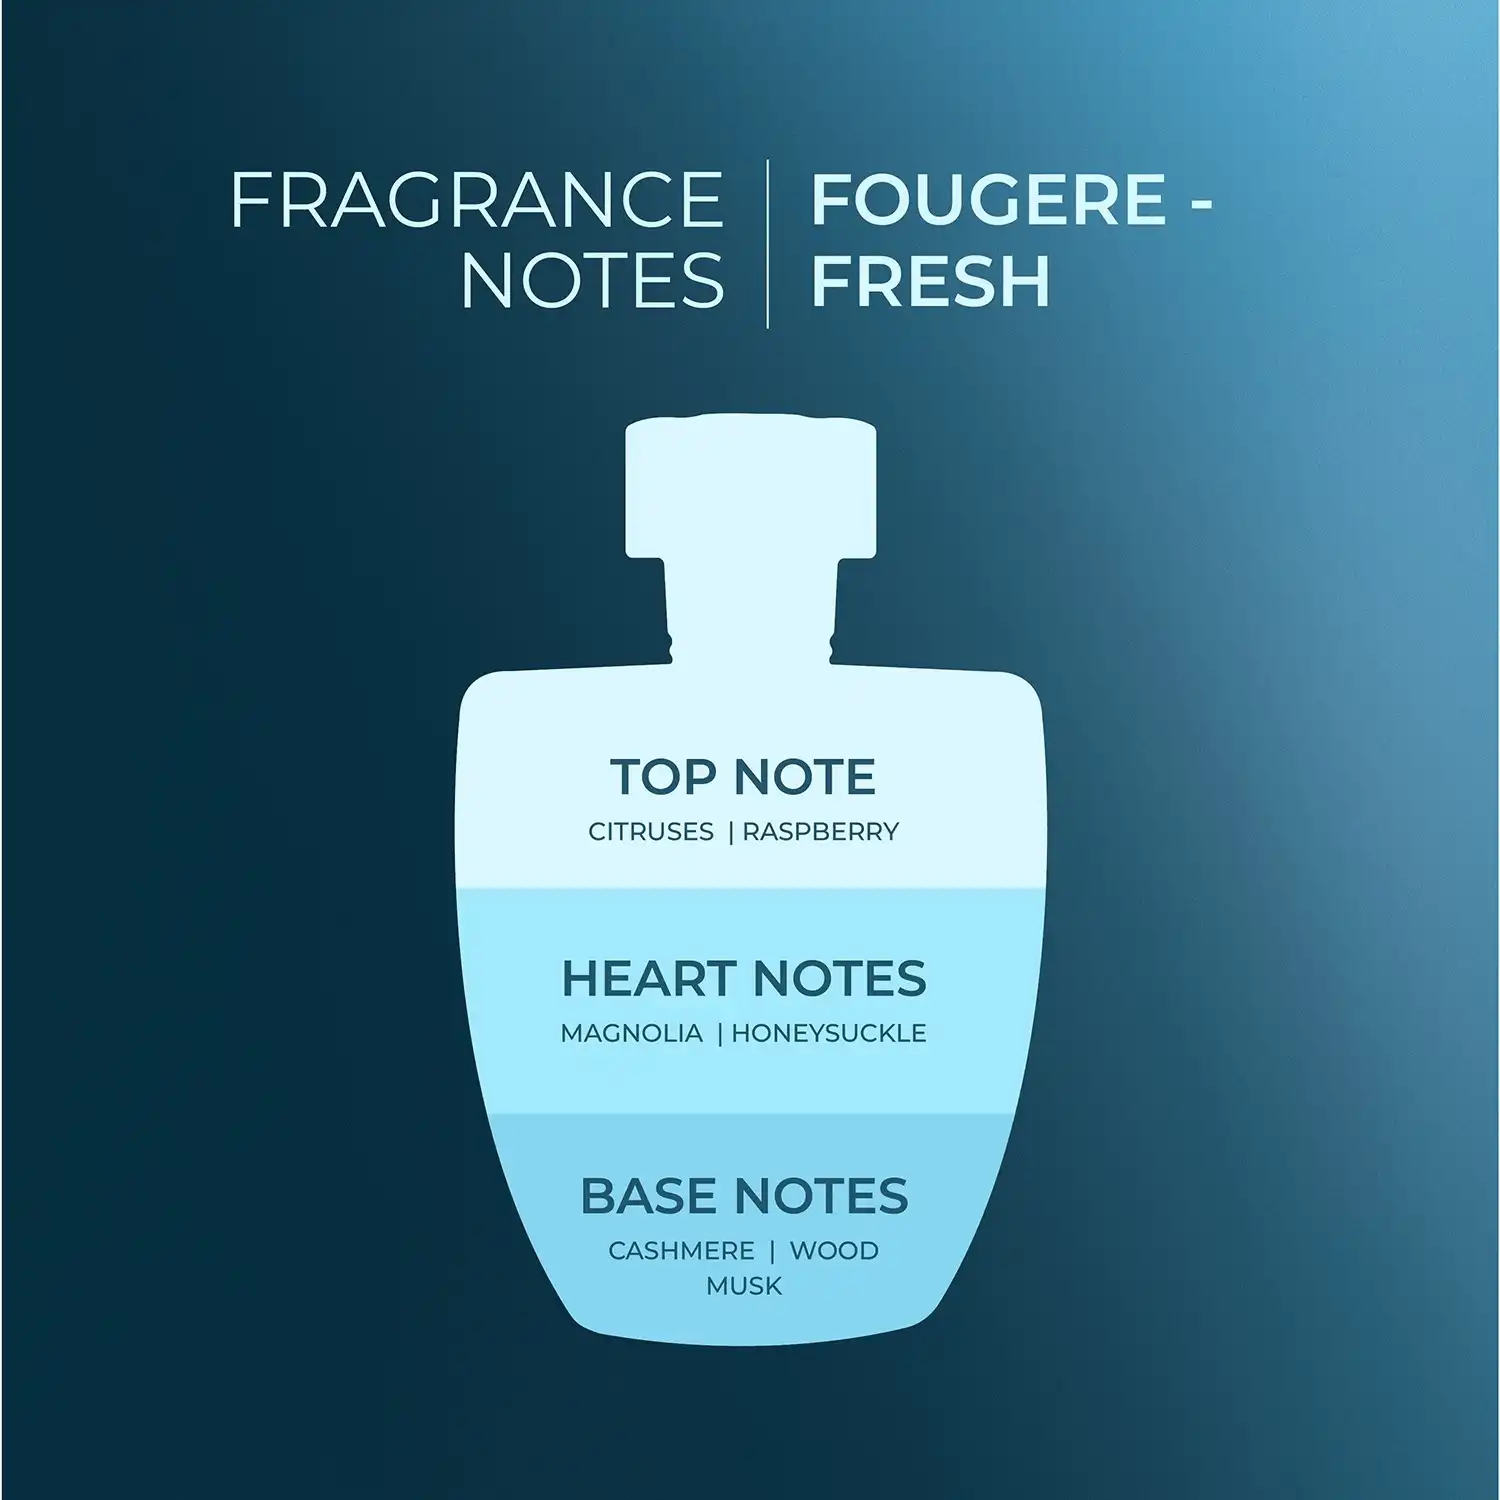 FRAGRANCE
NOTES
FOUGERE -
FRESH
TOP NOTE
CITRUSES | RASPBERRY
HEART NOTES
MAGNOLIA | HONEYSUCKLE
BASE NOTES
CASHMERE | WOOD
MUSK